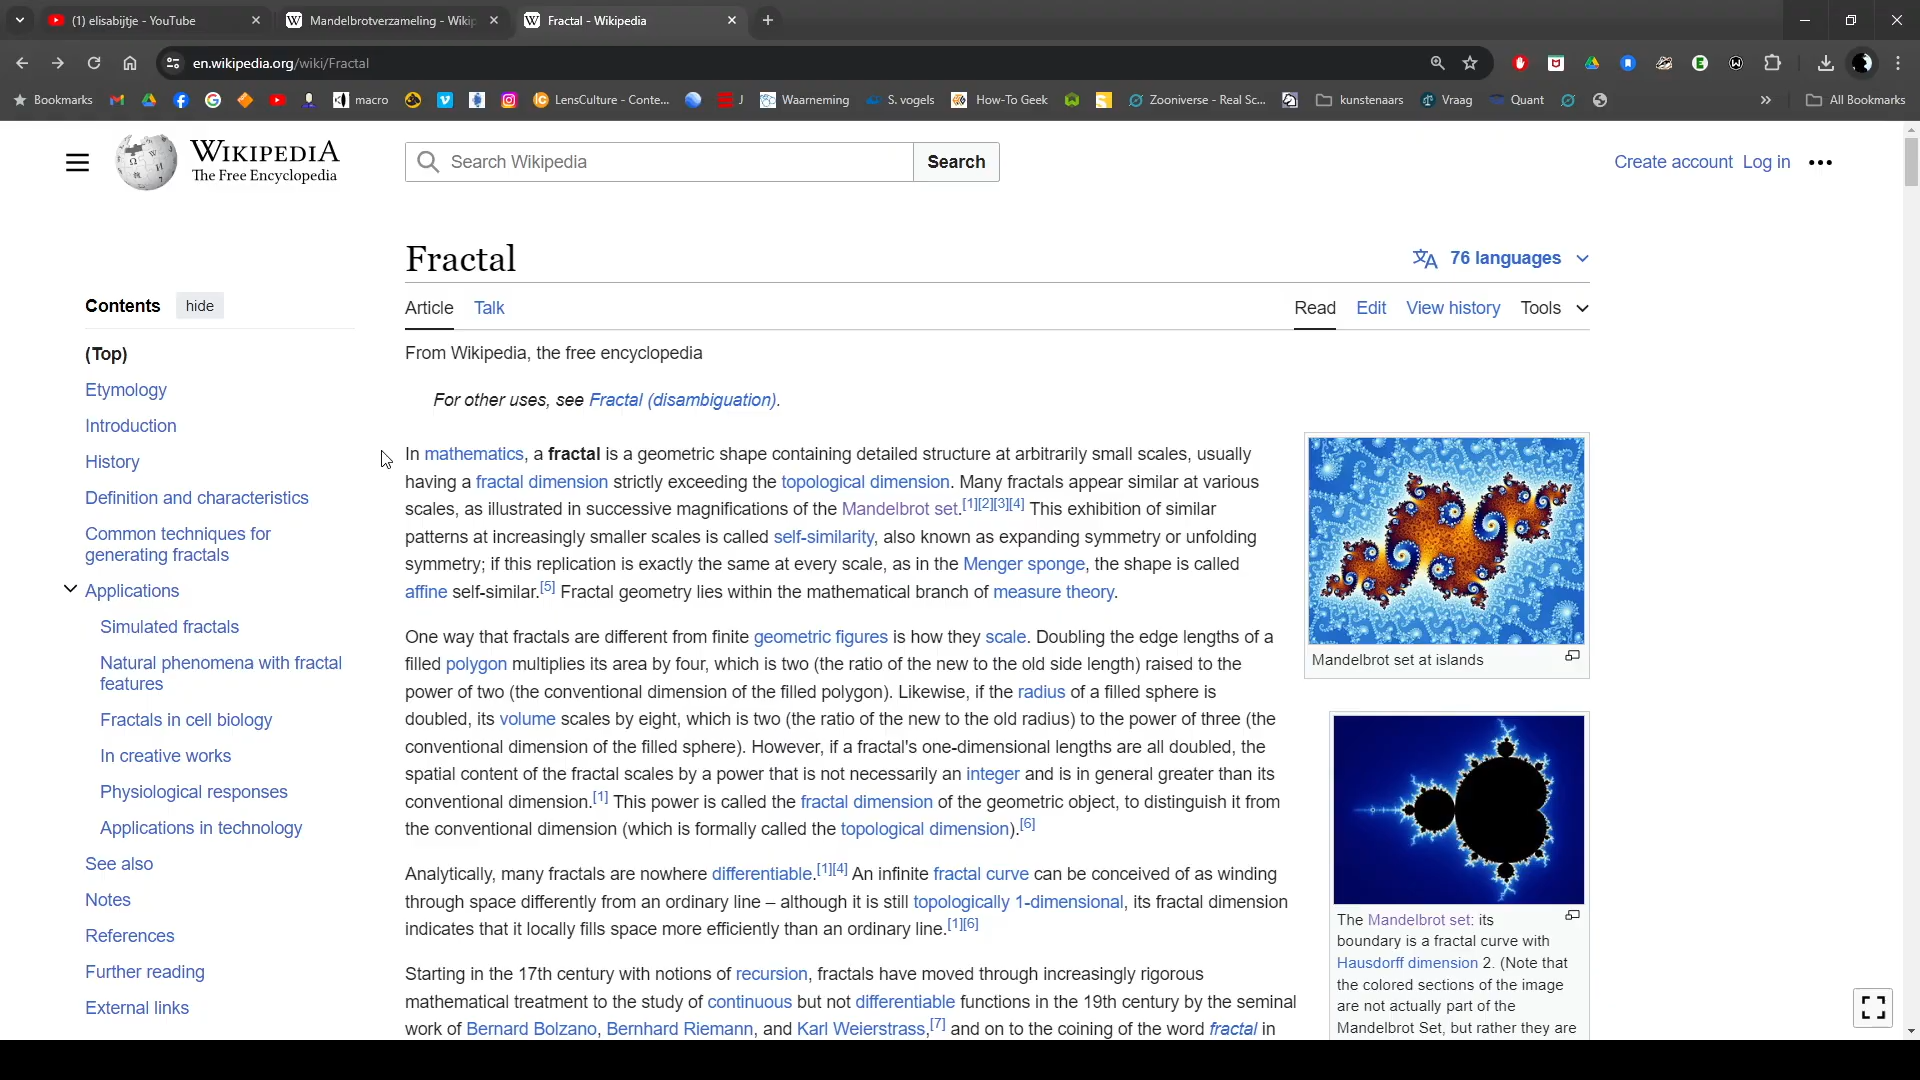 (1) elisabijtje - YouTube
Mandelbrotverzameling - Wikip
Fractal - Wikipedia
en.wikipedia.org/wiki/Fractal
Bookmarks
macro
LensCulture - Conte...
J
Waarneming
S. vogels
How-To Geek
Zooniverse - Real Sc...
kunstenaars
Vraag
Quant
All Bookmarks
WIKIPEDIA
The Free Encyclopedia
Search Wikipedia
Search
Create account Log in
Fractal
76 languages
Contents hide
Article Talk
Read Edit View history Tools
(Top)
Etymology
Introduction
History
Definition and characteristics
Common techniques for
generating fractals
Applications
Simulated fractals
Natural phenomena with fractal
features
Fractals in cell biology
In creative works
Physiological responses
Applications in technology
See also
Notes
References
Further reading
External links
From Wikipedia, the free encyclopedia
For other uses, see Fractal (disambiguation).
In mathematics, a fractal is a geometric shape containing detailed structure at arbitrarily small scales, usually
having a fractal dimension strictly exceeding the topological dimension. Many fractals appear similar at various
scales, as illustrated in successive magnifications of the Mandelbrot set.[1][2][3][4] This exhibition of similar
patterns at increasingly smaller scales is called self-similarity, also known as expanding symmetry or unfolding
symmetry; if this replication is exactly the same at every scale, as in the Menger sponge, the shape is called
affine self-similar.[5] Fractal geometry lies within the mathematical branch of measure theory.
One way that fractals are different from finite geometric figures is how they scale. Doubling the edge lengths of a
filled polygon multiplies its area by four, which is two (the ratio of the new to the old side length) raised to the
power of two (the conventional dimension of the filled polygon). Likewise, if the radius of a filled sphere is
doubled, its volume scales by eight, which is two (the ratio of the new to the old radius) to the power of three (the
conventional dimension of the filled sphere). However, if a fractal's one-dimensional lengths are all doubled, the
spatial content of the fractal scales by a power that is not necessarily an integer and is in general greater than its
conventional dimension.[1] This power is called the fractal dimension of the geometric object, to distinguish it from
the conventional dimension (which is formally called the topological dimension).[6]
Analytically, many fractals are nowhere differentiable.[1][4] An infinite fractal curve can be conceived of as winding
through space differently from an ordinary line – although it is still topologically 1-dimensional, its fractal dimension
indicates that it locally fills space more efficiently than an ordinary line.[1][6]
Starting in the 17th century with notions of recursion, fractals have moved through increasingly rigorous
mathematical treatment to the study of continuous but not differentiable functions in the 19th century by the seminal
work of Bernard Bolzano, Bernhard Riemann, and Karl Weierstrass,[7] and on to the coining of the word fractal in
Mandelbrot set at islands
The Mandelbrot set: its
boundary is a fractal curve with
Hausdorff dimension 2. (Note that
the colored sections of the image
are not actually part of the
Mandelbrot Set, but rather they are